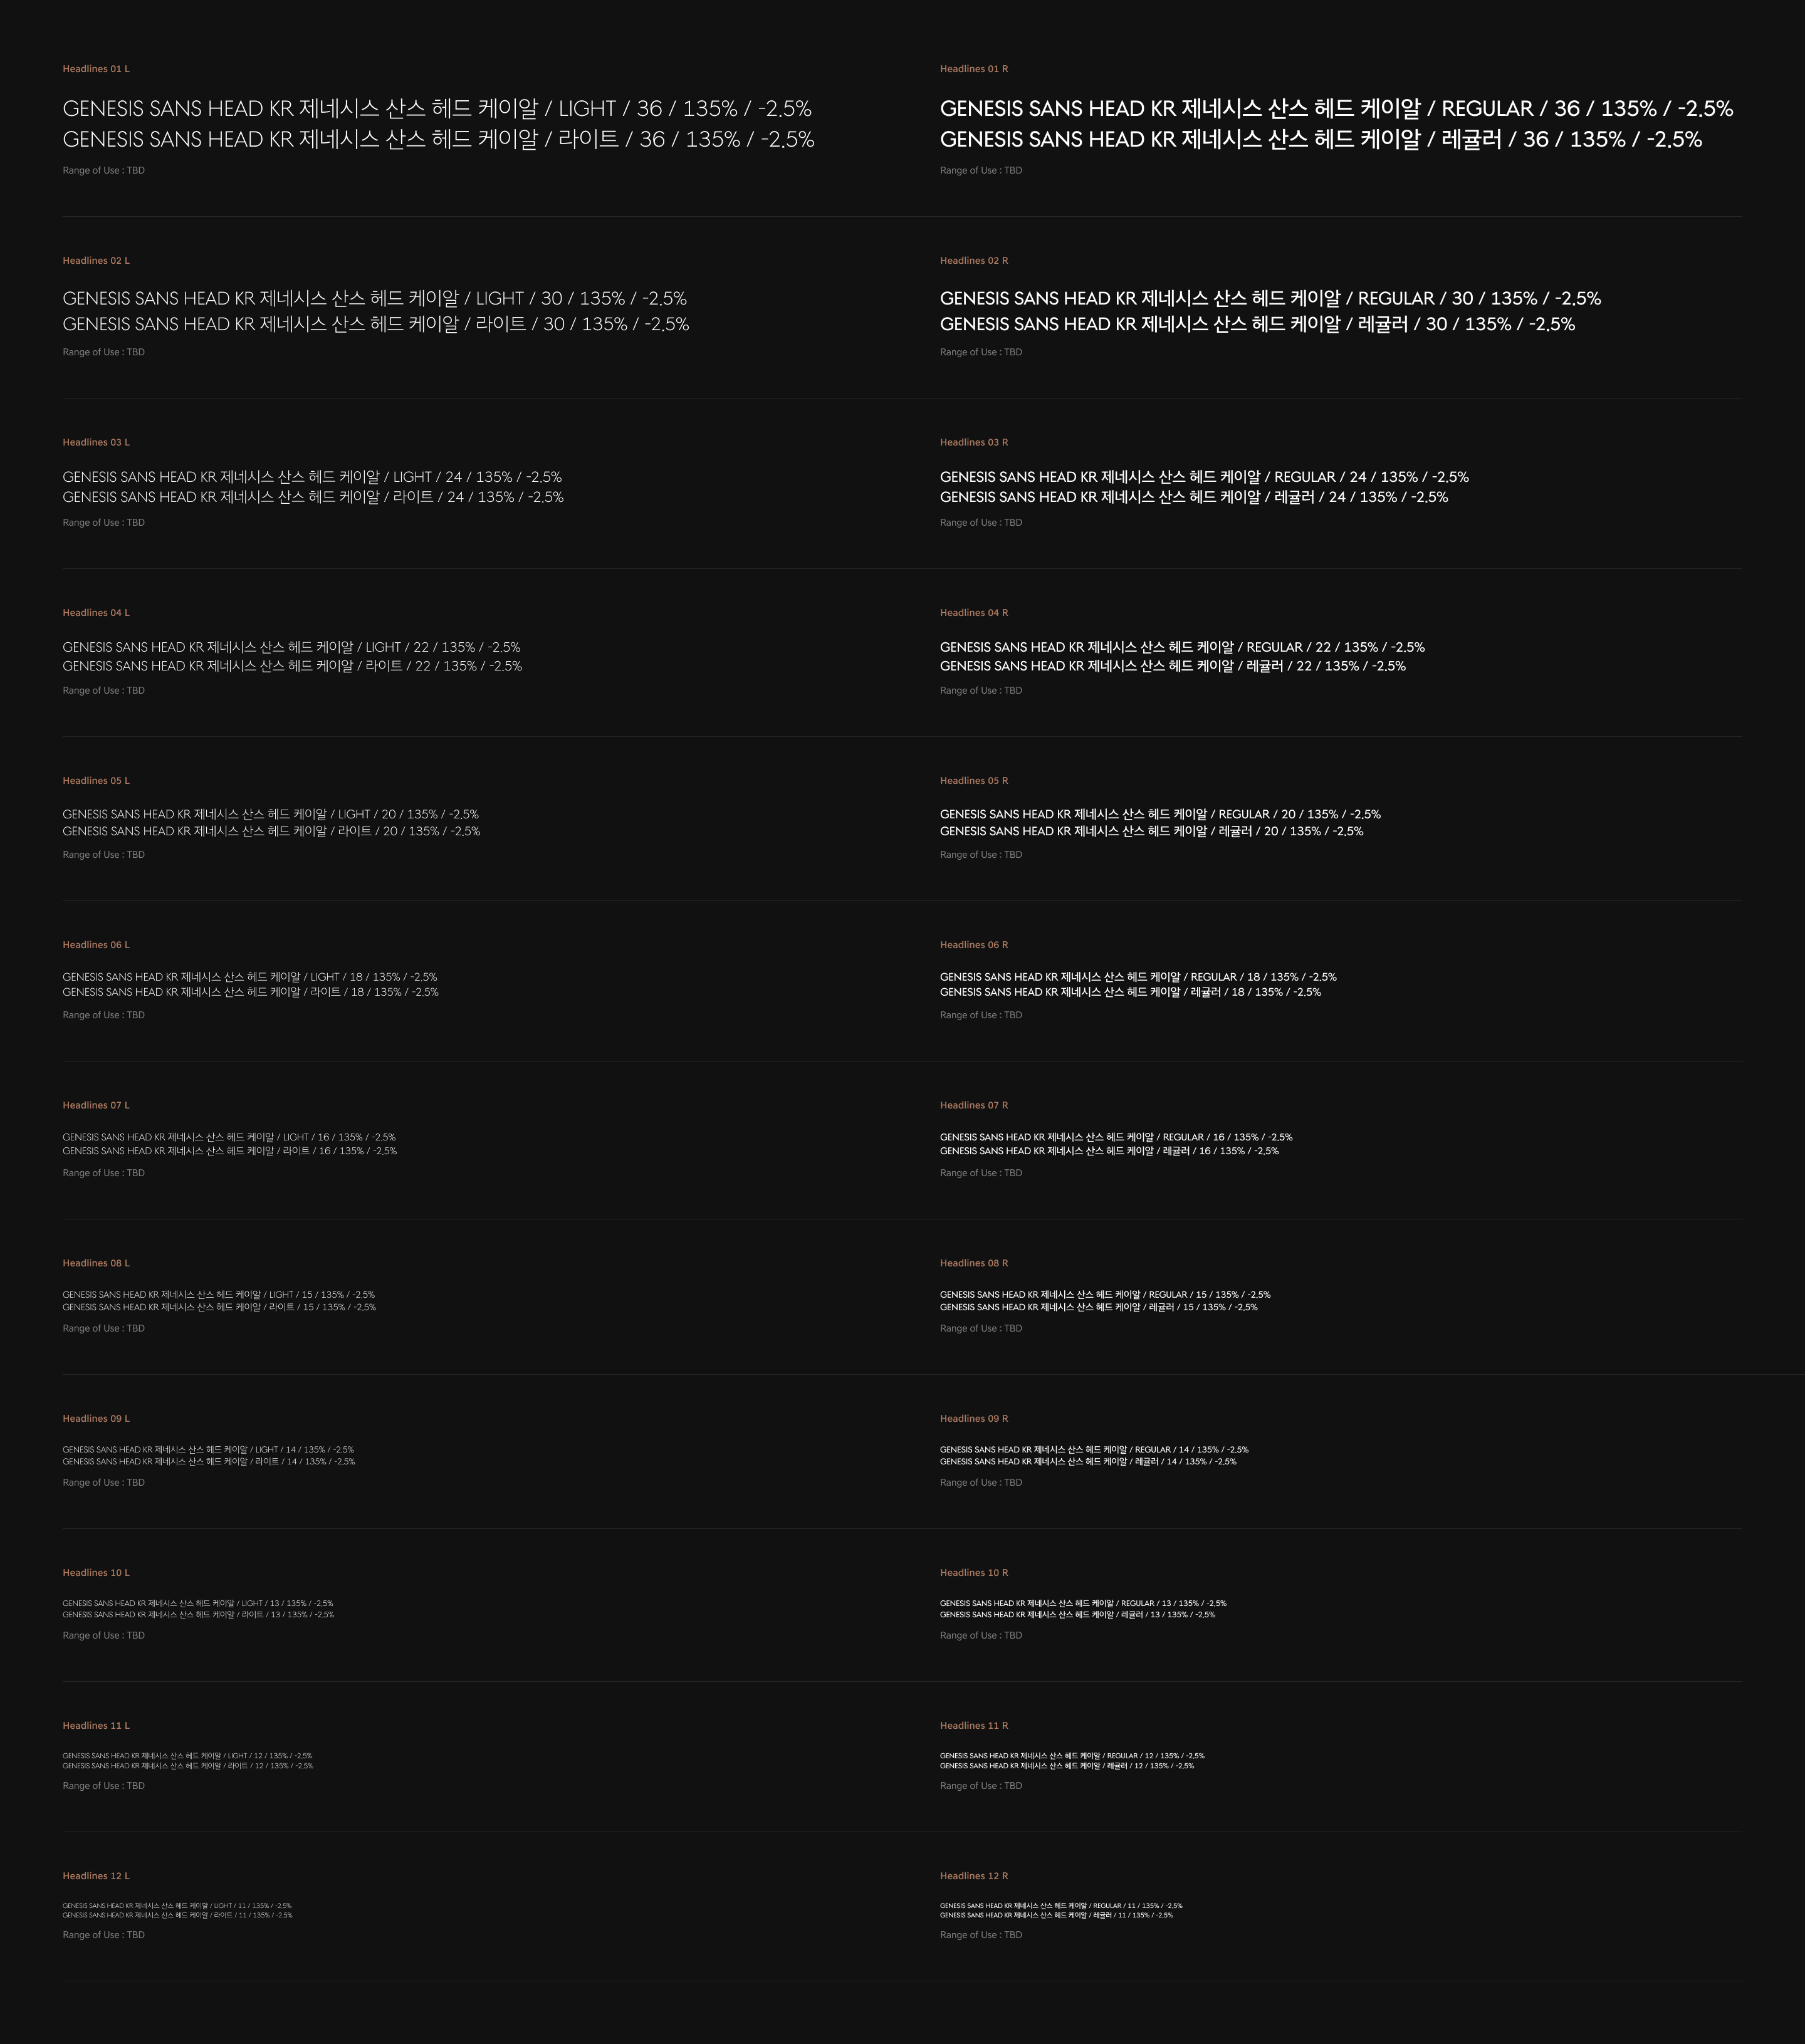 Headlines 01 L
GENESIS SANS HEAD KR 제네시스 산스 헤드 케이알 / LIGHT / 36 / 135% / -2.5%
GENESIS SANS HEAD KR 제네시스 산스 헤드 케이알 / 라이트 / 36 / 135% / -2.5%
Range of Use : TBD
Headlines 01 R
GENESIS SANS HEAD KR 제네시스 산스 헤드 케이알 / REGULAR / 36 / 135% / -2.5%
GENESIS SANS HEAD KR 제네시스 산스 헤드 케이알 / 레귤러 / 36 / 135% / -2.5%
Range of Use : TBD
Headlines 02 L
GENESIS SANS HEAD KR 제네시스 산스 헤드 케이알 / LIGHT / 30 / 135% / -2.5%
GENESIS SANS HEAD KR 제네시스 산스 헤드 케이알 / 라이트 / 30 / 135% / -2.5%
Range of Use : TBD
Headlines 02 R
GENESIS SANS HEAD KR 제네시스 산스 헤드 케이알 / REGULAR / 30 / 135% / -2.5%
GENESIS SANS HEAD KR 제네시스 산스 헤드 케이알 / 레귤러 / 30 / 135% / -2.5%
Range of Use : TBD
Headlines 03 L
GENESIS SANS HEAD KR 제네시스 산스 헤드 케이알 / LIGHT / 24 / 135% / -2.5%
GENESIS SANS HEAD KR 제네시스 산스 헤드 케이알 / 라이트 / 24 / 135% / -2.5%
Range of Use : TBD
Headlines 03 R
GENESIS SANS HEAD KR 제네시스 산스 헤드 케이알 / REGULAR / 24 / 135% / -2.5%
GENESIS SANS HEAD KR 제네시스 산스 헤드 케이알 / 레귤러 / 24 / 135% / -2.5%
Range of Use : TBD
Headlines 04 L
GENESIS SANS HEAD KR 제네시스 산스 헤드 케이알 / LIGHT / 22 / 135% / -2.5%
GENESIS SANS HEAD KR 제네시스 산스 헤드 케이알 / 라이트 / 22 / 135% / -2.5%
Range of Use : TBD
Headlines 04 R
GENESIS SANS HEAD KR 제네시스 산스 헤드 케이알 / REGULAR / 22 / 135% / -2.5%
GENESIS SANS HEAD KR 제네시스 산스 헤드 케이알 / 레귤러 / 22 / 135% / -2.5%
Range of Use : TBD
Headlines 05 L
GENESIS SANS HEAD KR 제네시스 산스 헤드 케이알 / LIGHT / 20 / 135% / -2.5%
GENESIS SANS HEAD KR 제네시스 산스 헤드 케이알 / 라이트 / 20 / 135% / -2.5%
Range of Use : TBD
Headlines 05 R
GENESIS SANS HEAD KR 제네시스 산스 헤드 케이알 / REGULAR / 20 / 135% / -2.5%
GENESIS SANS HEAD KR 제네시스 산스 헤드 케이알 / 레귤러 / 20 / 135% / -2.5%
Range of Use : TBD
Headlines 06 L
GENESIS SANS HEAD KR 제네시스 산스 헤드 케이알 / LIGHT / 18 / 135% / -2.5%
GENESIS SANS HEAD KR 제네시스 산스 헤드 케이알 / 라이트 / 18 / 135% / -2.5%
Range of Use : TBD
Headlines 06 R
GENESIS SANS HEAD KR 제네시스 산스 헤드 케이알 / REGULAR / 18 / 135% / -2.5%
GENESIS SANS HEAD KR 제네시스 산스 헤드 케이알 / 레귤러 / 18 / 135% / -2.5%
Range of Use : TBD
Headlines 07 L
GENESIS SANS HEAD KR 제네시스 산스 헤드 케이알 / LIGHT / 16 / 135% / -2.5%
GENESIS SANS HEAD KR 제네시스 산스 헤드 케이알 / 라이트 / 16 / 135% / -2.5%
Range of Use : TBD
Headlines 07 R
GENESIS SANS HEAD KR 제네시스 산스 헤드 케이알 / REGULAR / 16 / 135% / -2.5%
GENESIS SANS HEAD KR 제네시스 산스 헤드 케이알 / 레귤러 / 16 / 135% / -2.5%
Range of Use : TBD
Headlines 08 L
GENESIS SANS HEAD KR 제네시스 산스 헤드 케이알 / LIGHT / 15 / 135% / -2.5%
GENESIS SANS HEAD KR 제네시스 산스 헤드 케이알 / 라이트 / 15 / 135% / -2.5%
Range of Use : TBD
Headlines 08 R
GENESIS SANS HEAD KR 제네시스 산스 헤드 케이알 / REGULAR / 15 / 135% / -2.5%
GENESIS SANS HEAD KR 제네시스 산스 헤드 케이알 / 레귤러 / 15 / 135% / -2.5%
Range of Use : TBD
Headlines 09 L
GENESIS SANS HEAD KR 제네시스 산스 헤드 케이알 / LIGHT / 14 / 135% / -2.5%
GENESIS SANS HEAD KR 제네시스 산스 헤드 케이알 / 라이트 / 14 / 135% / -2.5%
Range of Use : TBD
Headlines 09 R
GENESIS SANS HEAD KR 제네시스 산스 헤드 케이알 / REGULAR / 14 / 135% / -2.5%
GENESIS SANS HEAD KR 제네시스 산스 헤드 케이알 / 레귤러 / 14 / 135% / -2.5%
Range of Use : TBD
Headlines 10 L
GENESIS SANS HEAD KR 제네시스 산스 헤드 케이알 / LIGHT / 13 / 135% / -2.5%
GENESIS SANS HEAD KR 제네시스 산스 헤드 케이알 / 라이트 / 13 / 135% / -2.5%
Range of Use : TBD
Headlines 10 R
GENESIS SANS HEAD KR 제네시스 산스 헤드 케이알 / REGULAR / 13 / 135% / -2.5%
GENESIS SANS HEAD KR 제네시스 산스 헤드 케이알 / 레귤러 / 13 / 135% / -2.5%
Range of Use : TBD
Headlines 11 L
GENESIS SANS HEAD KR 제네시스 산스 헤드 케이알 / LIGHT / 12 / 135% / -2.5%
GENESIS SANS HEAD KR 제네시스 산스 헤드 케이알 / 라이트 / 12 / 135% / -2.5%
Range of Use : TBD
Headlines 11 R
GENESIS SANS HEAD KR 제네시스 산스 헤드 케이알 / REGULAR / 12 / 135% / -2.5%
GENESIS SANS HEAD KR 제네시스 산스 헤드 케이알 / 레귤러 / 12 / 135% / -2.5%
Range of Use : TBD
Headlines 12 L
GENESIS SANS HEAD KR 제네시스 산스 헤드 케이알 / LIGHT / 11 / 135% / -2.5%
GENESIS SANS HEAD KR 제네시스 산스 헤드 케이알 / 라이트 / 11 / 135% / -2.5%
Range of Use : TBD
Headlines 12 R
GENESIS SANS HEAD KR 제네시스 산스 헤드 케이알 / REGULAR / 11 / 135% / -2.5%
GENESIS SANS HEAD KR 제네시스 산스 헤드 케이알 / 레귤러 / 11 / 135% / -2.5%
Range of Use : TBD